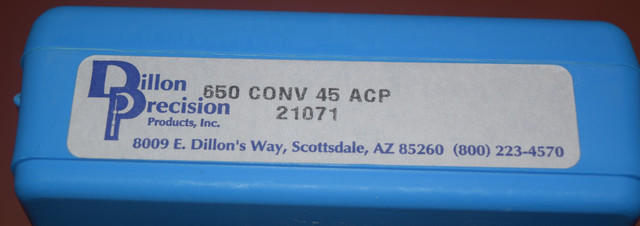 Dillon
Precision
Products, Inc.
650 CONV 45 ACP
21071
8009 E. Dillon's Way, Scottsdale, AZ 85260 (800) 223-4570